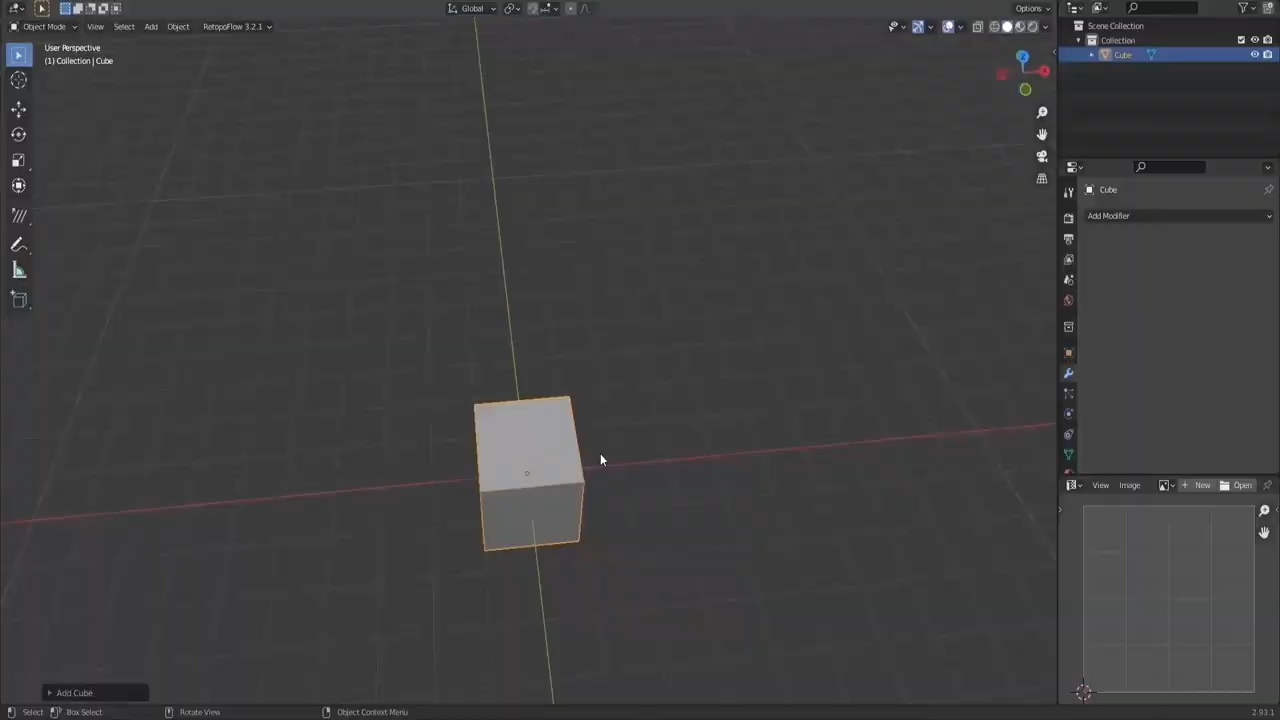 Global
Options
Object Mode
View
Select
Add
Object
RetopoFlow 3.2.1
User Perspective
(1) Collection | Cube
Scene Collection
Collection
Cube
Cube
Add Modifier
View
Image
New
Open
Add Cube
Select
Box Select
Rotate View
Object Context Menu
2.93.1